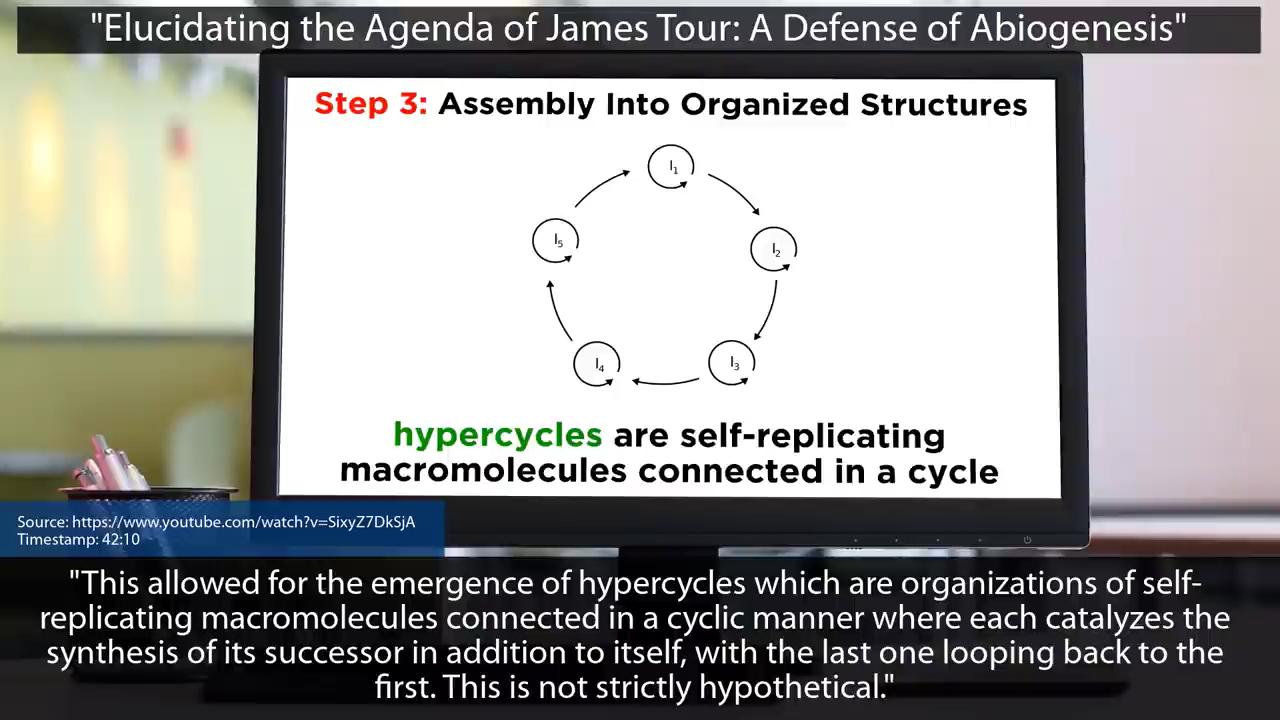 "Elucidating the Agenda of James Tour: A Defense of Abiogenesis"
Step 3: Assembly Into Organized Structures
I1
I5
I2
I4
I3
hypercycles are self-replicating
macromolecules connected in a cycle
Source: https://www.youtube.com/watch?v=SixyZ7DkSjA
Timestamp: 42:10
"This allowed for the emergence of hypercycles which are organizations of self-
replicating macromolecules connected in a cyclic manner where each catalyzes the
synthesis of its successor in addition to itself, with the last one looping back to the
first. This is not strictly hypothetical."